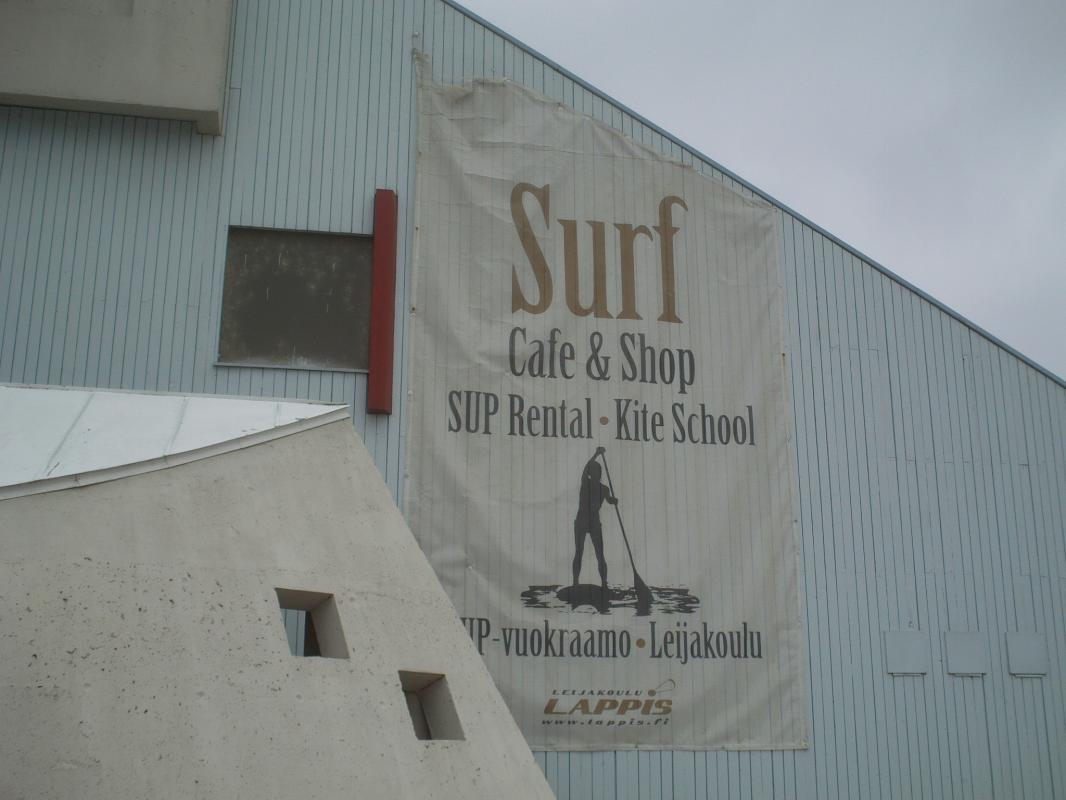 Surf
Cafe & Shop
SUP Rental • Kite School
UP-vuokraamo • Leijakoulu
LEIJAKOULU
LAPPIS
www.lappis.fi